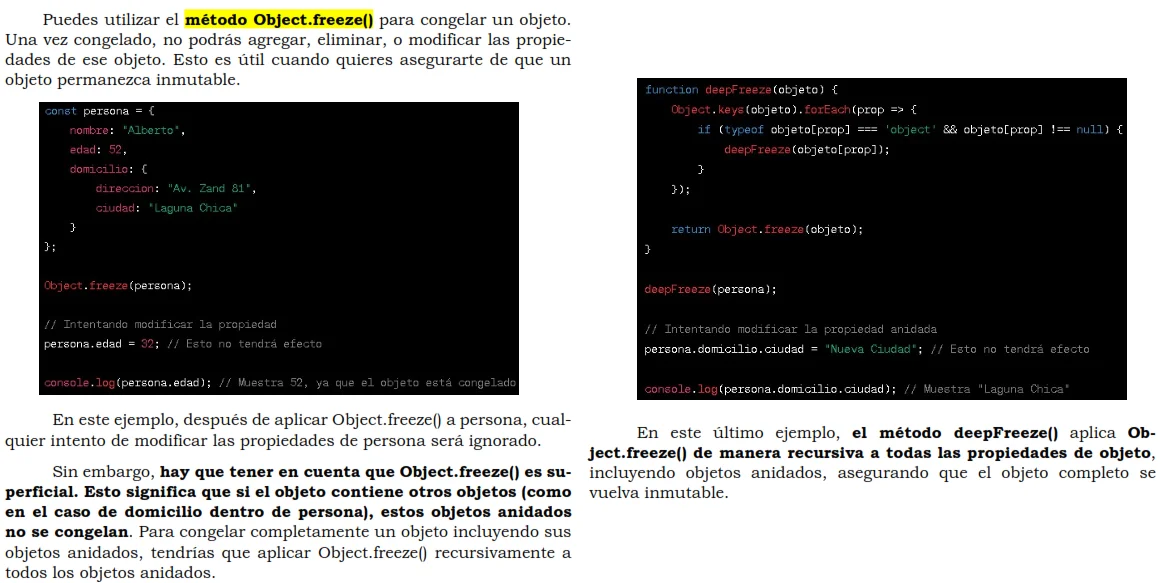 Puedes utilizar el método Object.freeze() para congelar un objeto.
Una vez congelado, no podrás agregar, eliminar, o modificar las propie-
dades de ese objeto. Esto es útil cuando quieres asegurarte de que un
objeto permanezca inmutable.
const persona = {
    nombre: "Alberto",
    edad: 52,
    domicilio: {
        direccion: "Av. Zand 81",
        ciudad: "Laguna Chica"
    }
};
Object.freeze(persona);
// Intentando modificar la propiedad
persona.edad = 32; // Esto no tendrá efecto
console.log(persona.edad); // Muestra 52, ya que el objeto está congelado
En este ejemplo, después de aplicar Object.freeze() a persona, cual-
quier intento de modificar las propiedades de persona será ignorado.
Sin embargo, hay que tener en cuenta que Object.freeze() es su-
perficial. Esto significa que si el objeto contiene otros objetos (como
en el caso de domicilio dentro de persona), estos objetos anidados
no se congelan. Para congelar completamente un objeto incluyendo sus
objetos anidados, tendrías que aplicar Object.freeze() recursivamente a
todos los objetos anidados.
function deepFreeze(objeto) {
    Object.keys(objeto).forEach(prop => {
        if (typeof objeto[prop] === 'object' && objeto[prop] !== null) {
            deepFreeze(objeto[prop]);
        }
    });
    return Object.freeze(objeto);
}
deepFreeze(persona);
// Intentando modificar la propiedad anidada
persona.domicilio.ciudad = "Nueva Ciudad"; // Esto no tendrá efecto
console.log(persona.domicilio.ciudad); // Muestra "Laguna Chica"
En este último ejemplo, el método deepFreeze() aplica Ob-
ject.freeze() de manera recursiva a todas las propiedades de objeto,
incluyendo objetos anidados, asegurando que el objeto completo se
vuelva inmutable.